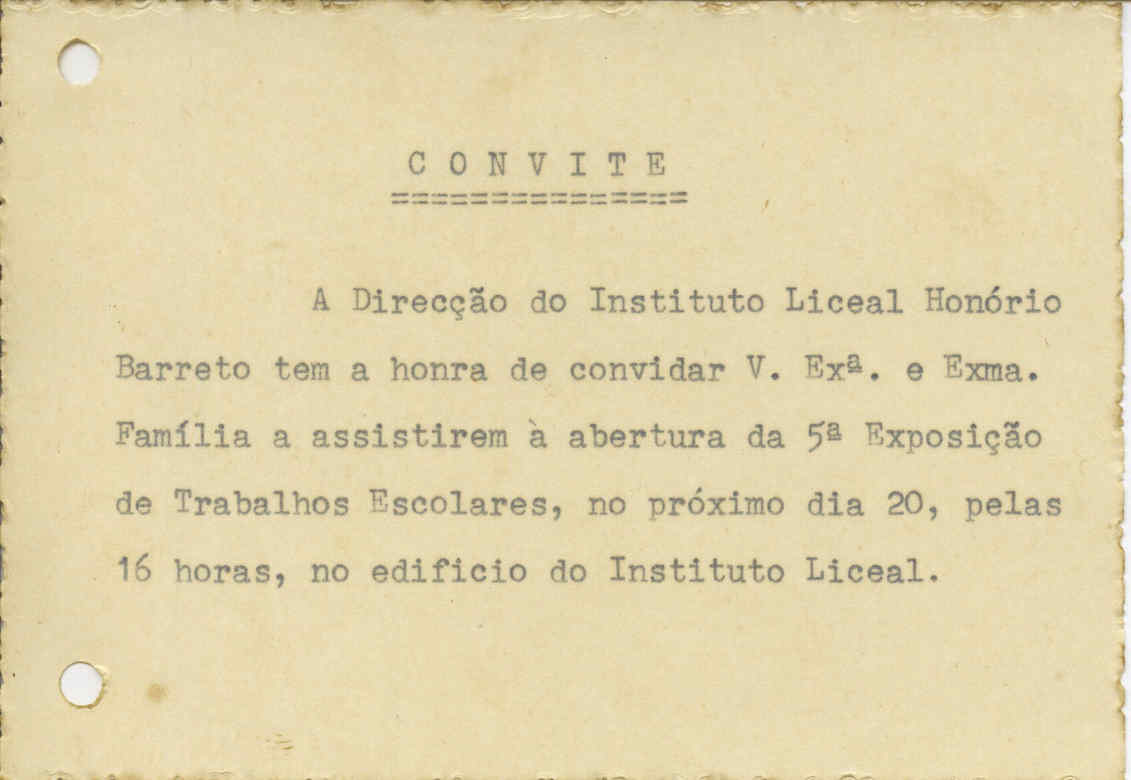 C O N V I T E
===============
A Direcção do Instituto Liceal Honório
Barreto tem a honra de convidar V. Exª. e Exma.
Família a assistirem à abertura da 5ª Exposição
de Trabalhos Escolares, no próximo dia 20, pelas
16 horas, no edificio do Instituto Liceal.